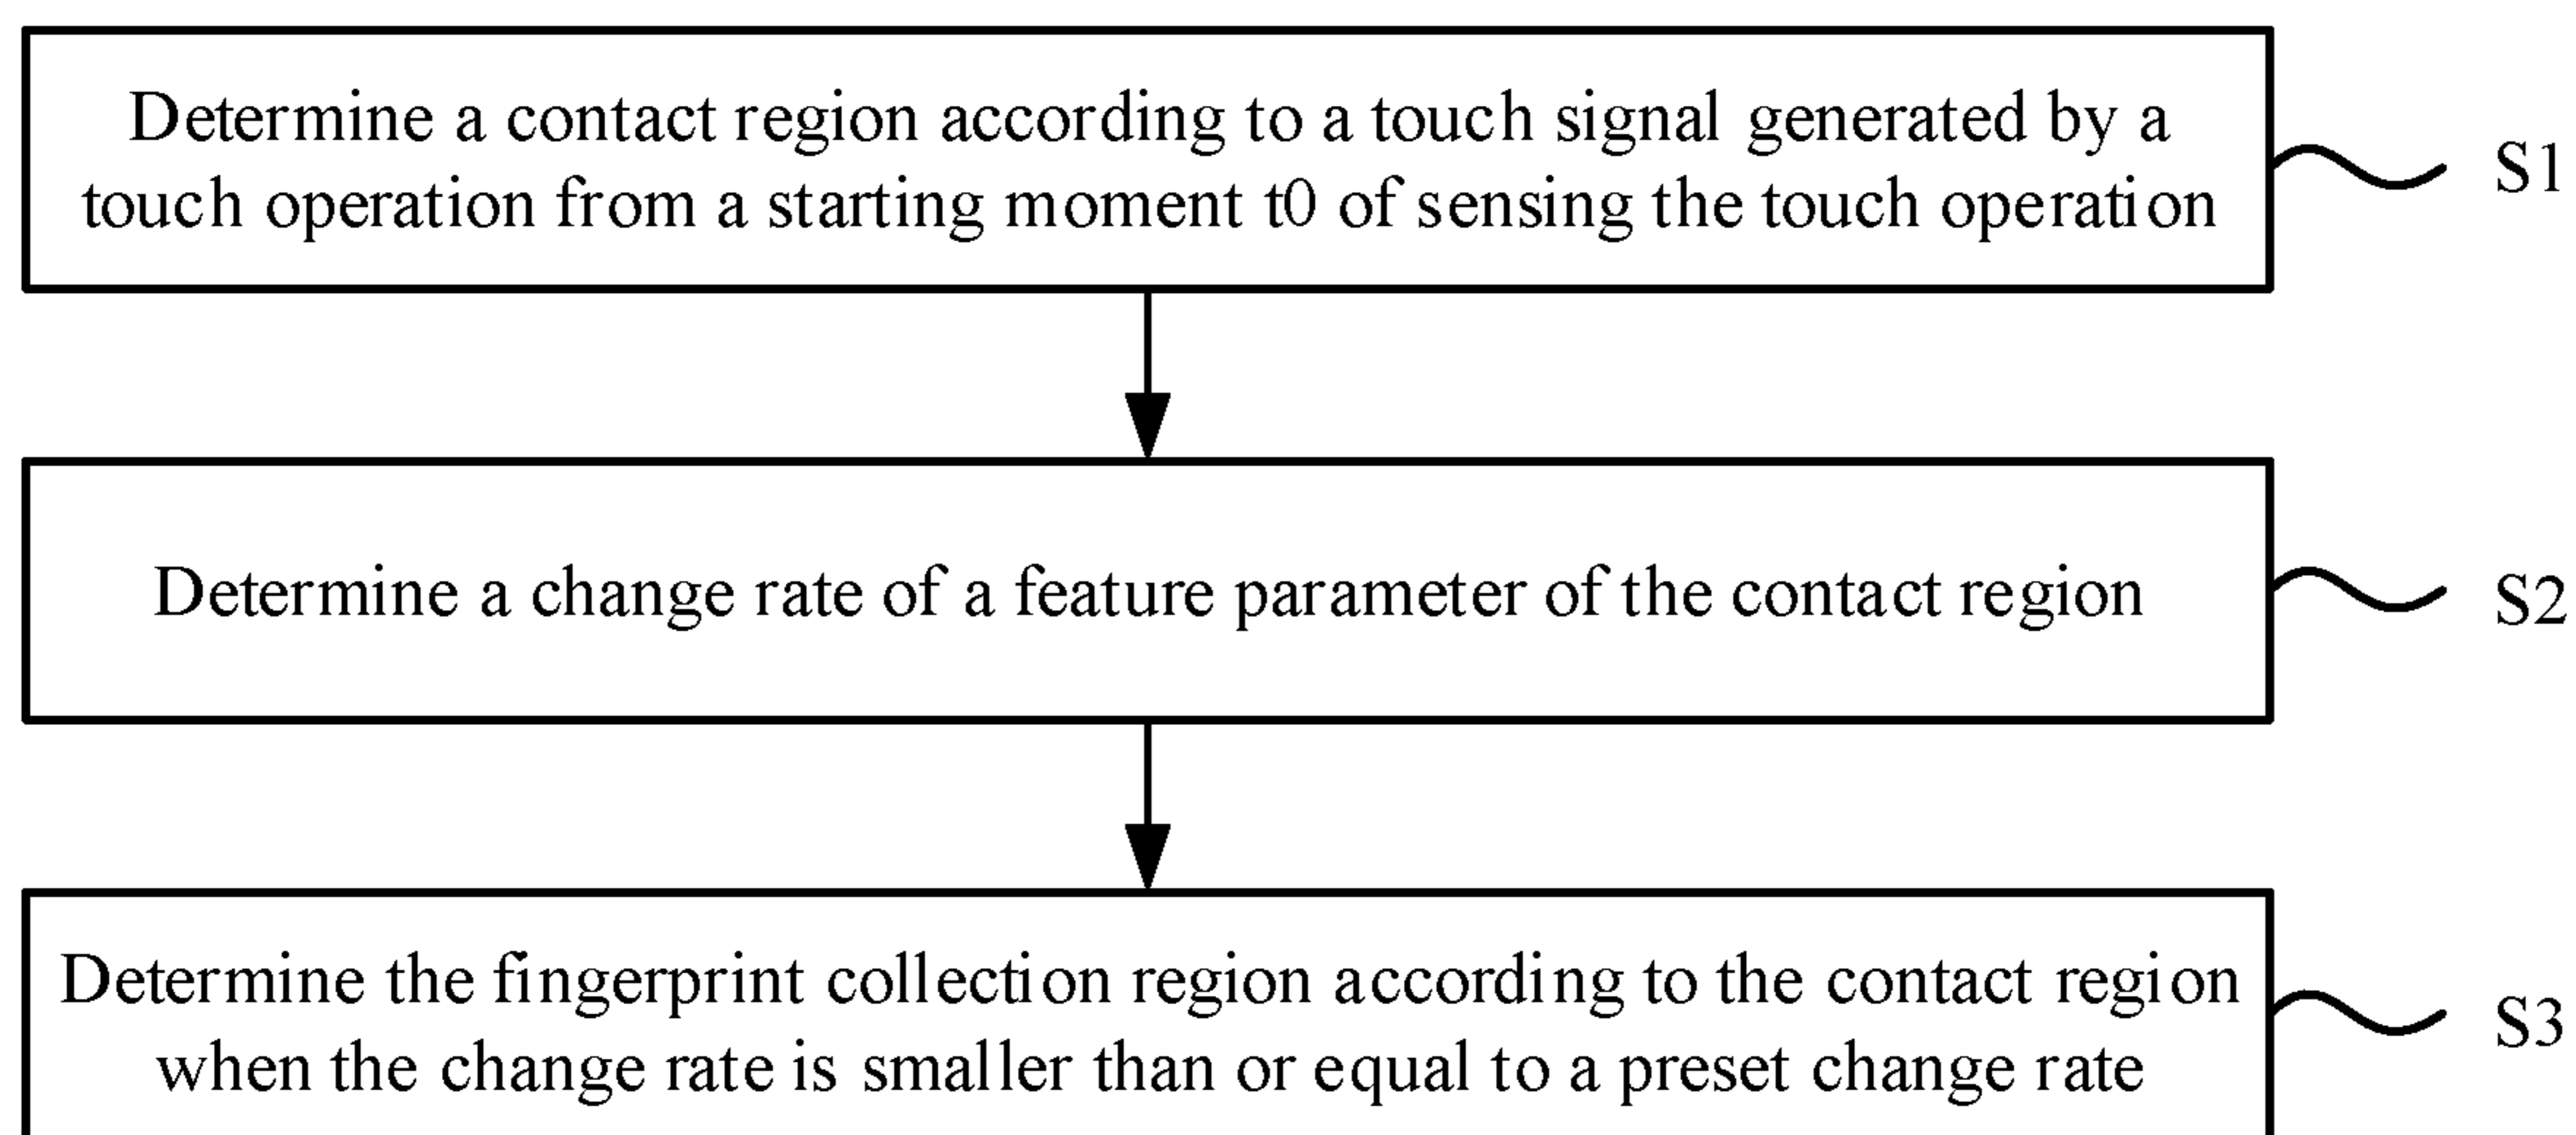 Determine a contact region according to a touch signal generated by a
touch operation from a starting moment t0 of sensing the touch operation
S1
Determine a change rate of a feature parameter of the contact region
S2
Determine the fingerprint collection region according to the contact region
when the change rate is smaller than or equal to a preset change rate
S3